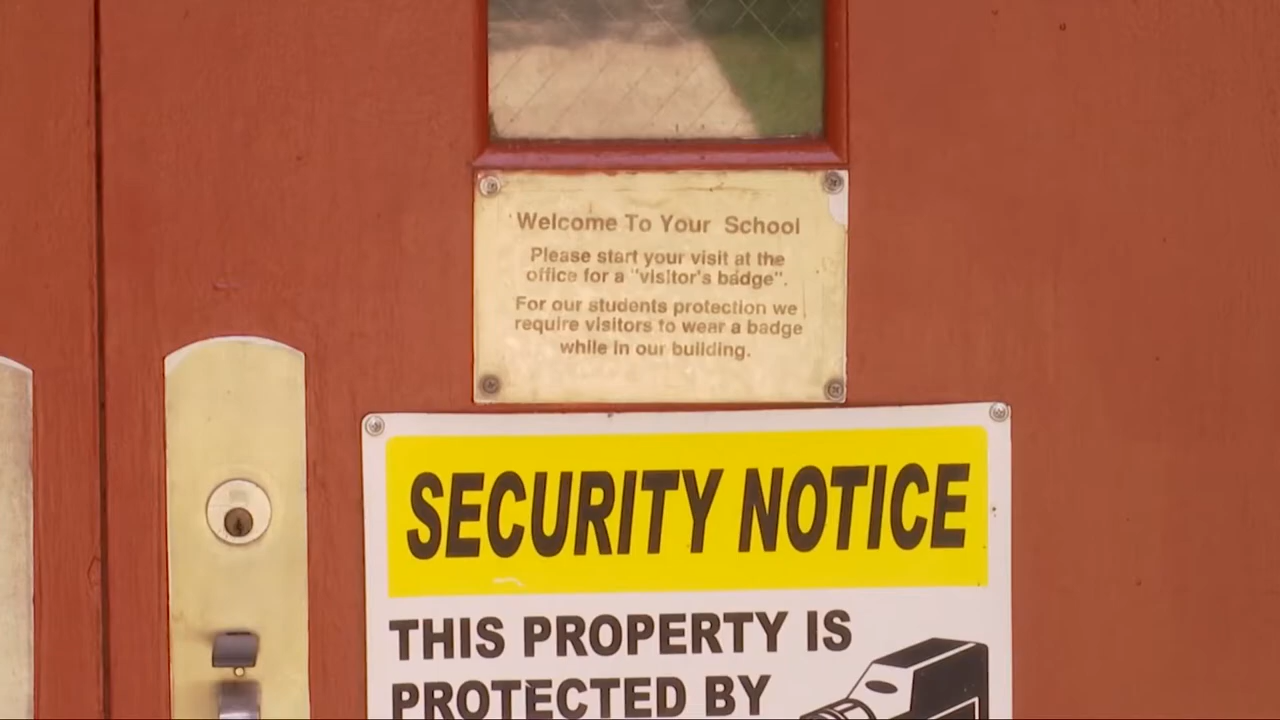 Welcome To Your School
Please start your visit at the
office for a "visitor's badge".
For our students protection we
require visitors to wear a badge
while in our building.
SECURITY NOTICE
THIS PROPERTY IS
PROTECTED BY